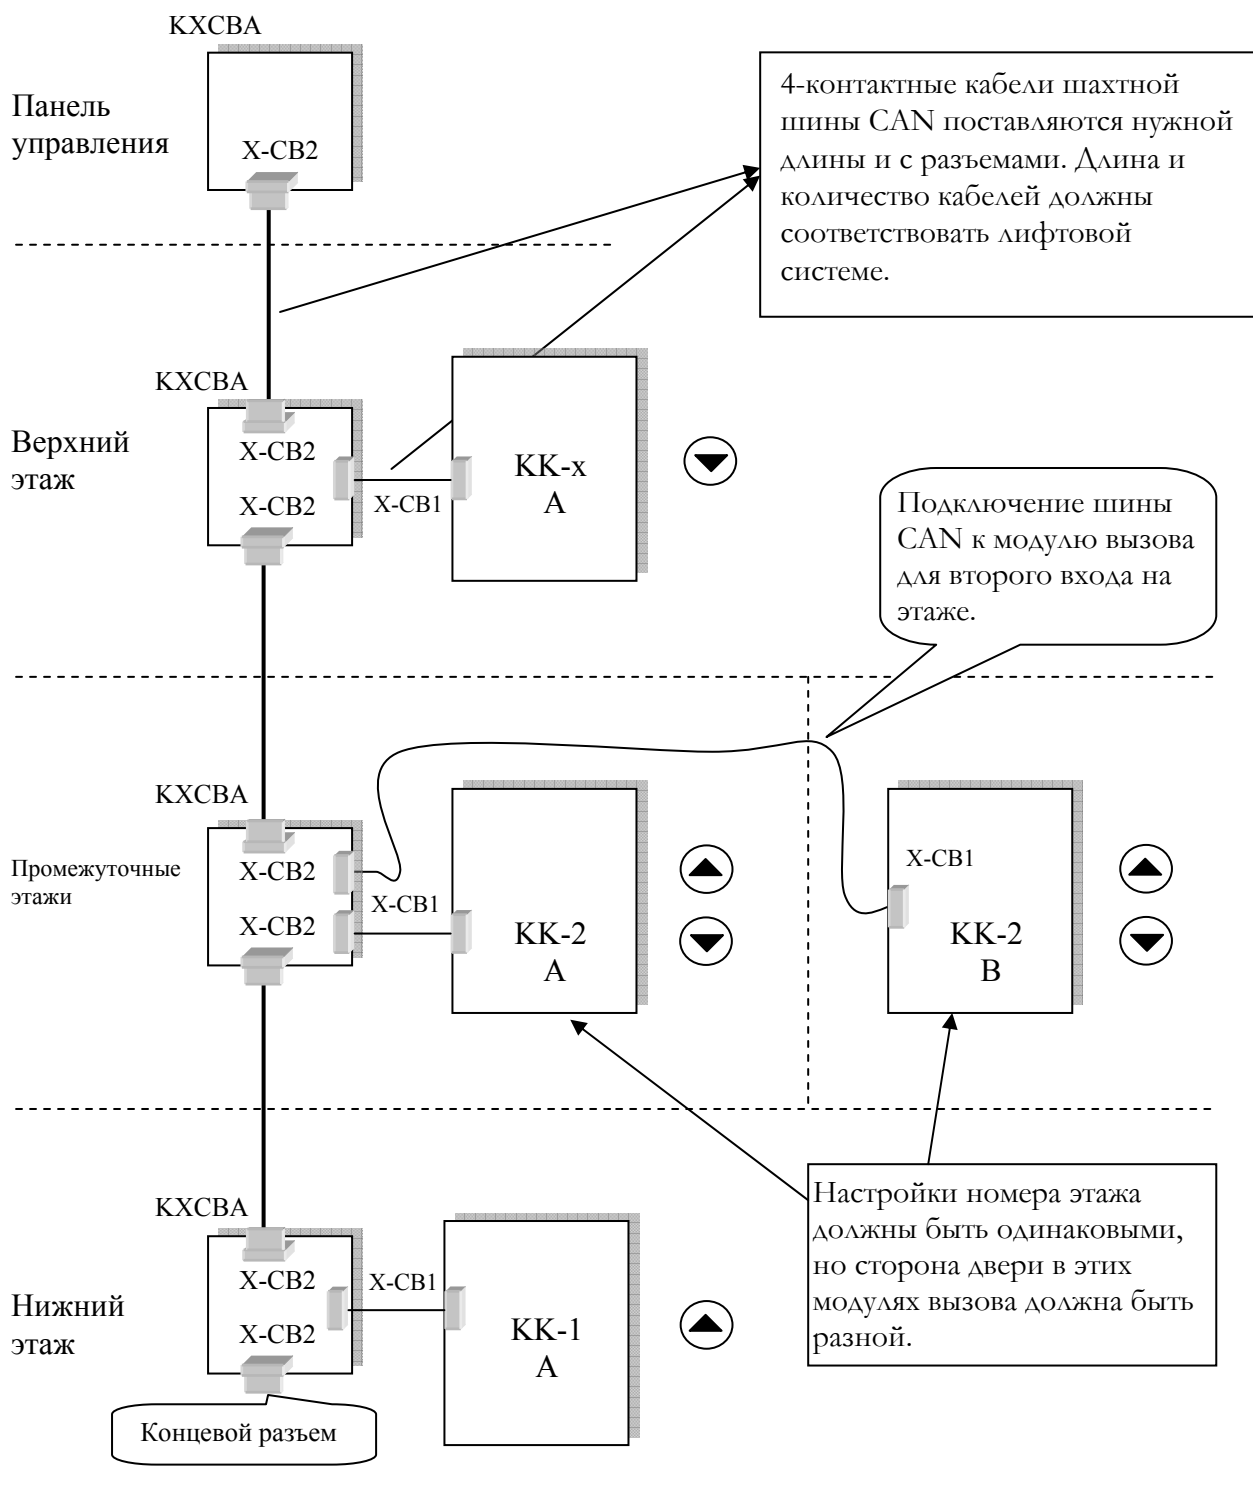 KXCBA
Панель
управления
X-CB2
4-контактные кабели шахтной
шины CAN поставляются нужной
длины и с разъемами. Длина и
количество кабелей должны
соответствовать лифтовой
системе.
KXCBA
Верхний
этаж
X-CB2
X-CB2
X-CB1
KK-x
A
Подключение шины
CAN к модулю вызова
для второго входа на
этаже.
KXCBA
Промежуточные
этажи
X-CB2
X-CB2
X-CB1
KK-2
A
X-CB1
KK-2
B
KXCBA
Нижний
этаж
X-CB2
X-CB2
X-CB1
KK-1
A
Настройки номера этажа
должны быть одинаковыми,
но сторона двери в этих
модулях вызова должна быть
разной.
Концевой разъем